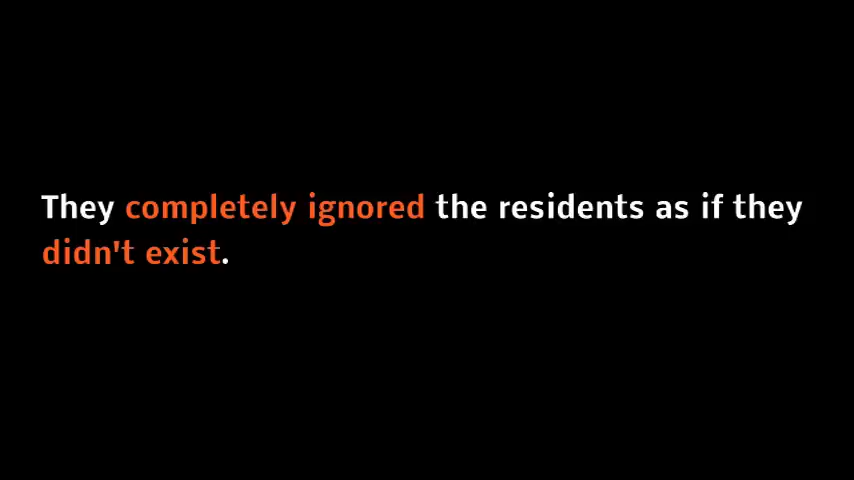 They completely ignored the residents as if they
didn't exist.